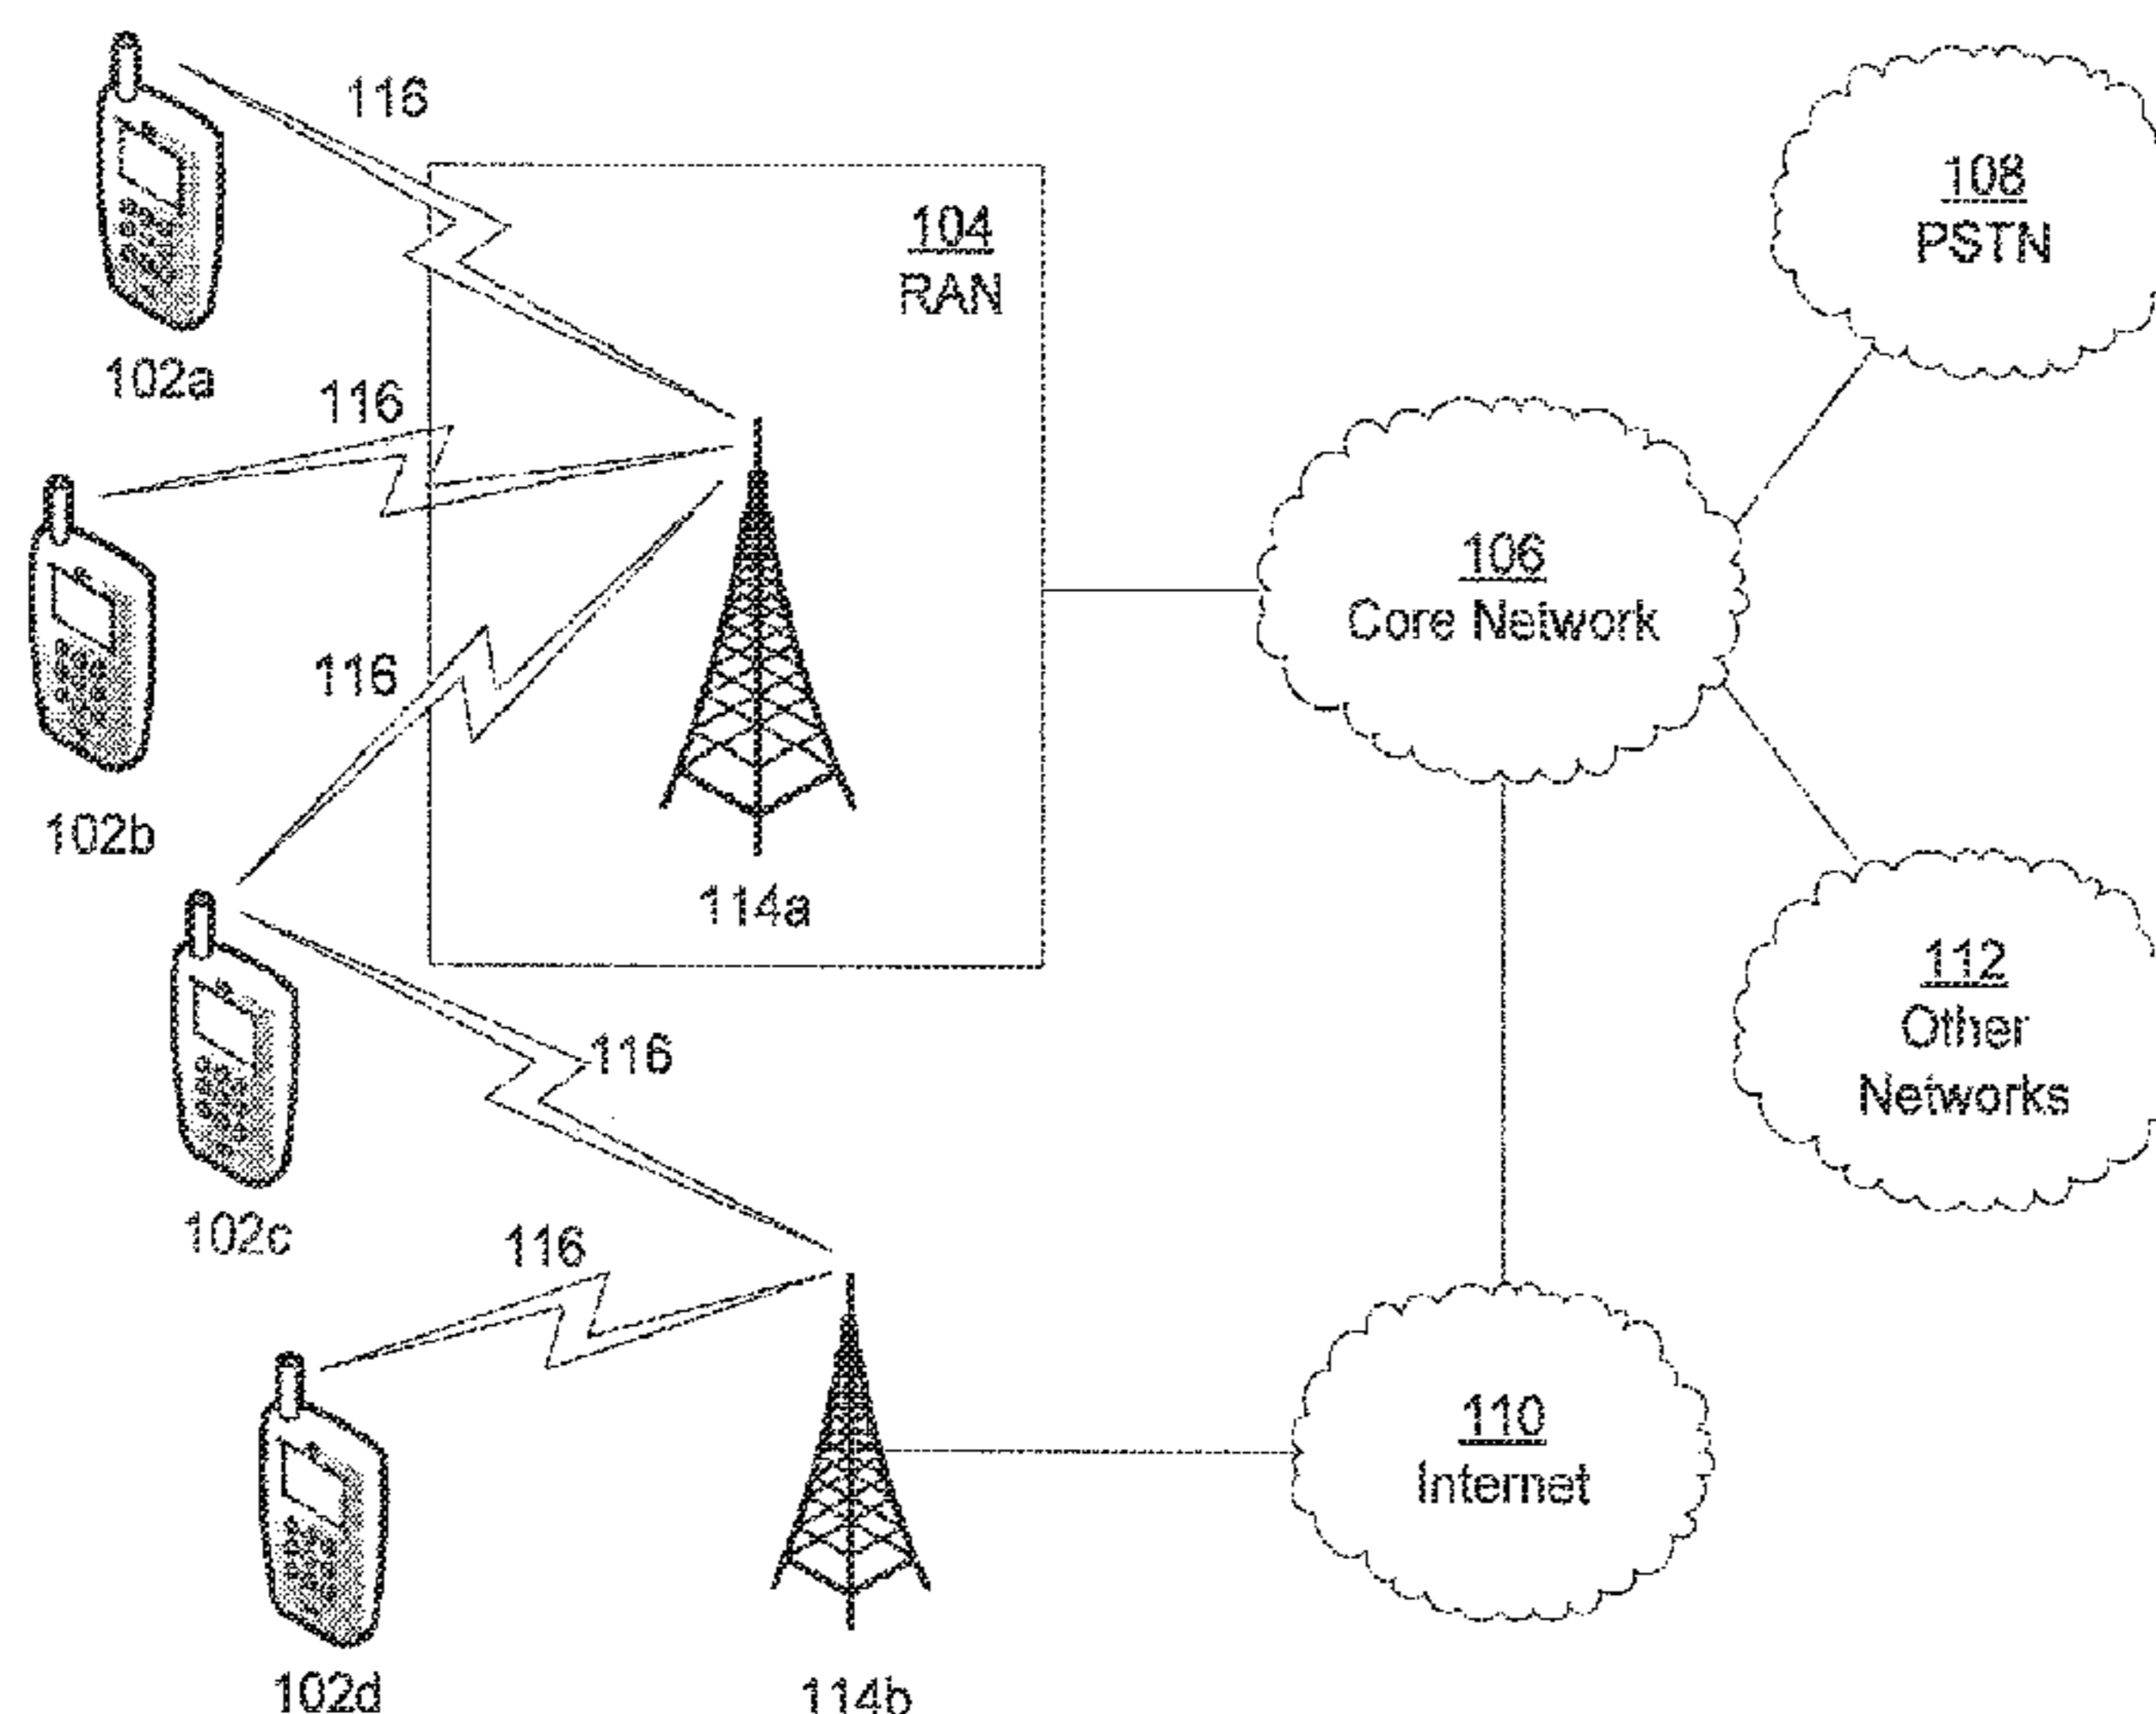 116
108
PSTN
104
RAN
102a
116
106
Core Network
116
102b
114a
112
Other
Networks
116
102c
116
110
Internet
102d
114b